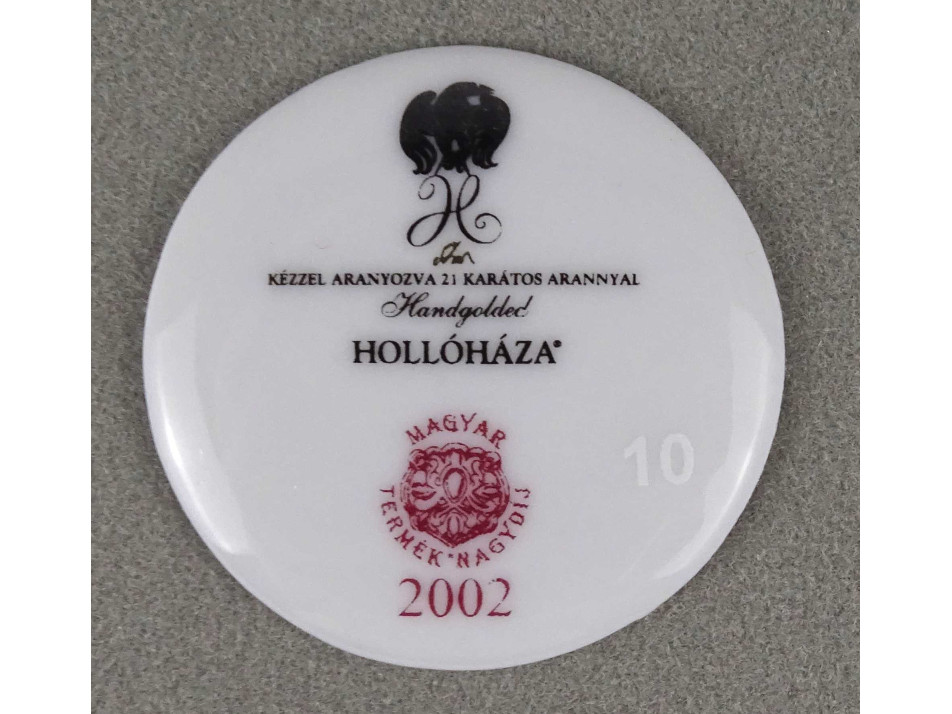 H
KÉZZEL ARANYOZVA 21 KARÁTOS ARANNYAL
Handgolded
HOLLÓHÁZA®
MAGYAR
TERMÉK • NAGYDÍJ
2002
10